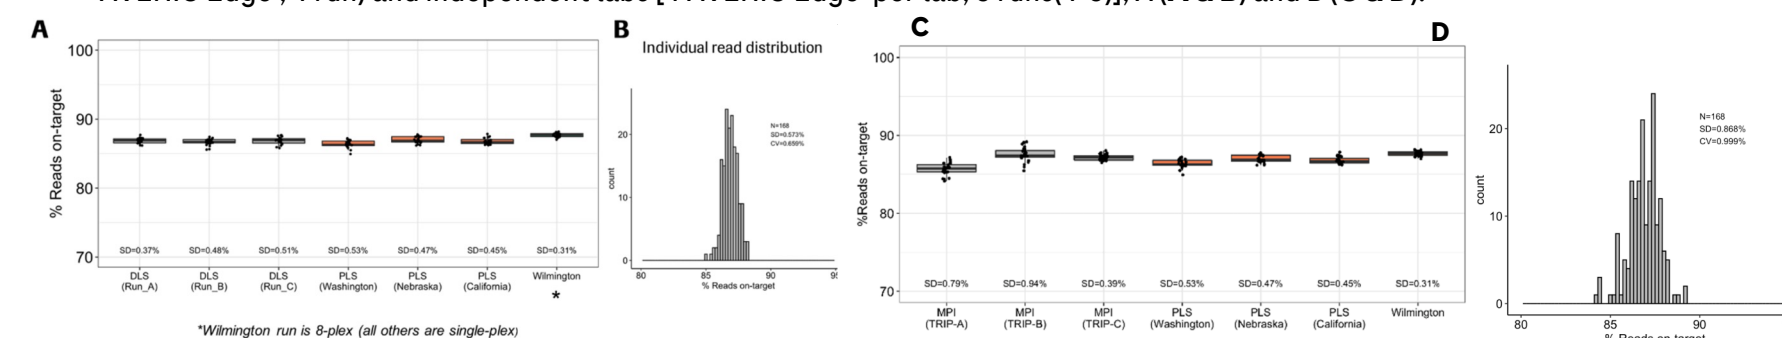 A
B
C
D
Individual read distribution
% Reads on-target
100
90
80
70
SD=0.37% SD=0.48% SD=0.51% SD=0.53% SD=0.47% SD=0.45% SD=0.31%
DLS (Run_A)
DLS (Run_B)
DLS (Run_C)
PLS (Washington)
PLS (Nebraska)
PLS (California)
Wilmington
*
*Wilmington run is 8-plex (all others are single-plex)
count
20
10
0
N=168
SD=0.573%
CV=0.659%
80 85 90
% Reads on-target
%Reads on-target
100
90
80
70
SD=0.79% SD=0.94% SD=0.39% SD=0.53% SD=0.47% SD=0.45% SD=0.31%
MPI (TRIP-A)
MPI (TRIP-B)
MPI (TRIP-C)
PLS (Washington)
PLS (Nebraska)
PLS (California)
Wilmington
count
20
10
0
N=168
SD=0.868%
CV=0.999%
80 85 90